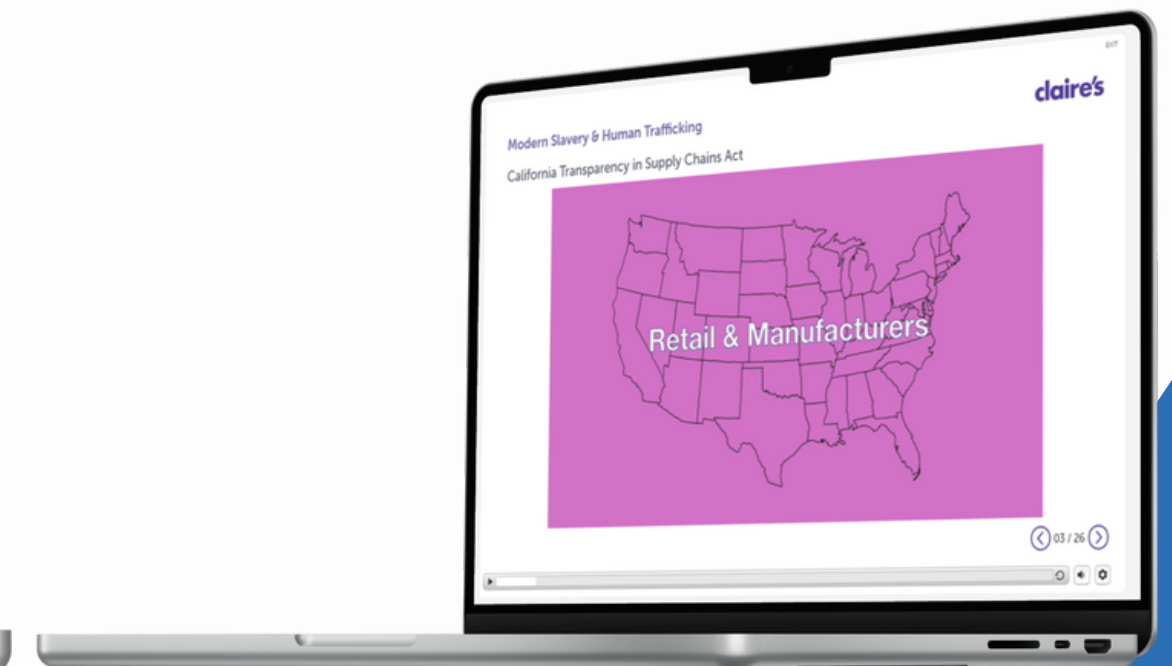 EXIT
claire's
Modern Slavery & Human Trafficking
California Transparency in Supply Chains Act
Retail & Manufacturers
03 / 26